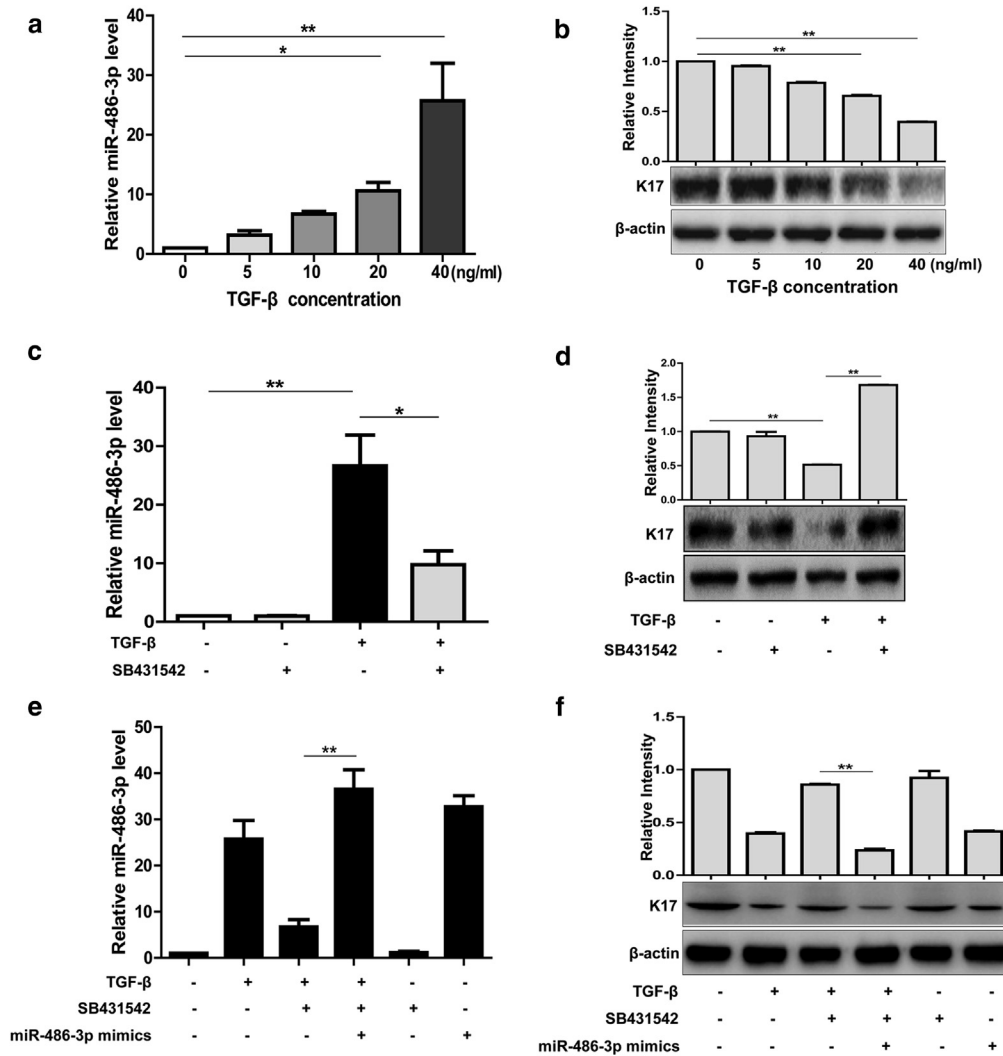 a
Relative miR-486-3p level
40
30
20
10
0
**
*
0 5 10 20 40 (ng/ml)
TGF-β concentration
b
Relative Intensity
1.5
1.0
0.5
0.0
**
**
K17
β-actin
0 5 10 20 40 (ng/ml)
TGF-β concentration
c
Relative miR-486-3p level
40
30
20
10
0
**
*
TGF-β - - + +
SB431542 - + - +
d
Relative Intensity
2.0
1.5
1.0
0.5
0.0
**
**
K17
β-actin
TGF-β - - + +
SB431542 - + - +
e
Relative miR-486-3p level
50
40
30
20
10
0
**
TGF-β - + + + - -
SB431542 - - + + + -
miR-486-3p mimics - - - + - +
f
Relative Intensity
1.5
1.0
0.5
0.0
**
K17
β-actin
TGF-β - + + + - -
SB431542 - - + + + -
miR-486-3p mimics - - - + - +